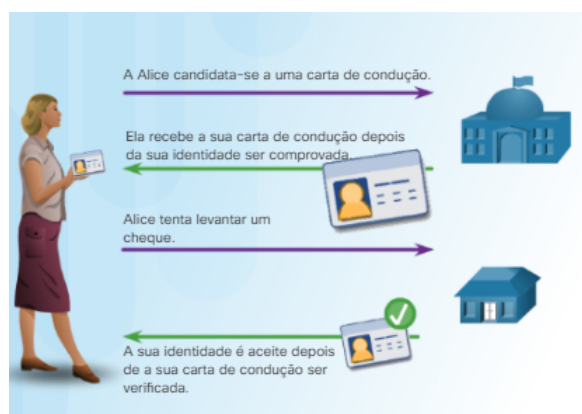 A Alice candidata-se a uma carta de condução.
Ela recebe a sua carta de condução depois
da sua identidade ser comprovada.
Alice tenta levantar um
cheque.
A sua identidade é aceite depois
de a sua carta de condução ser
verificada.